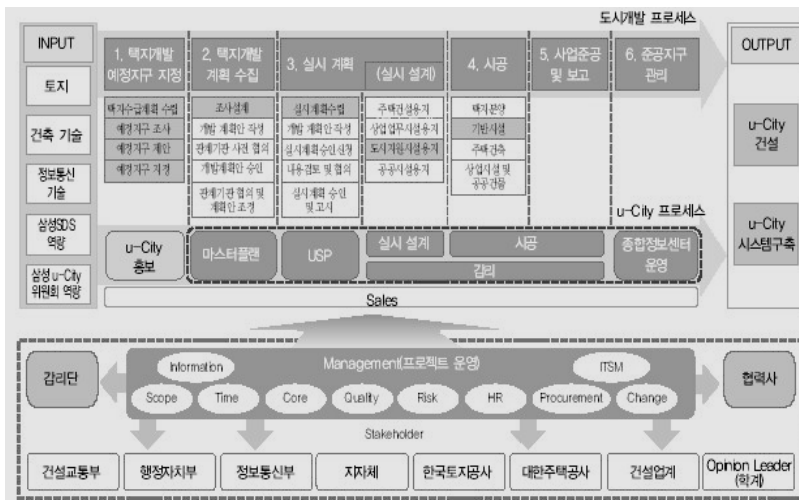 도시개발 프로세스
INPUT
토지
건축 기술
정보통신
기술
삼성SDS
역량
삼성 u-City
위원회 역량
1. 택지개발
예정지구 지정
2. 택지개발
계획 수집
3. 실시 계획
(실시 설계)
4. 시공
5. 사업준공
및 보고
6. 준공지구
관리
OUTPUT
u-City
건설
u-City
시스템구축
택지수급계획 수립
예정지구 조사
예정지구 제안
예정지구 지정
조사설계
개발 계획안 작성
관계기관 사전 협의
개발계획안 승인
관계기관 협의 및
계획안 조정
실시계획수립
개발 계획안 작성
실시계획승인신청
내용검토 및 협의
실시계획 승인
및 고시
주택건설용지
상업업무시설용지
도시지원시설용지
공공시설용지
택지분양
기반시설
주택건축
상업시설 및
공공건물
u-City 프로세스
u-City
홍보
마스터플랜
USP
실시 설계
시공
감리
종합정보센터
운영
Sales
감리단
Management(프로젝트 운영)
Information
ITSM
Scope
Time
Core
Quality
Risk
HR
Procurement
Change
협력사
Stakeholder
건설교통부
행정자치부
정보통신부
지자체
한국토지공사
대한주택공사
건설업계
Opinion Leader
(학계)